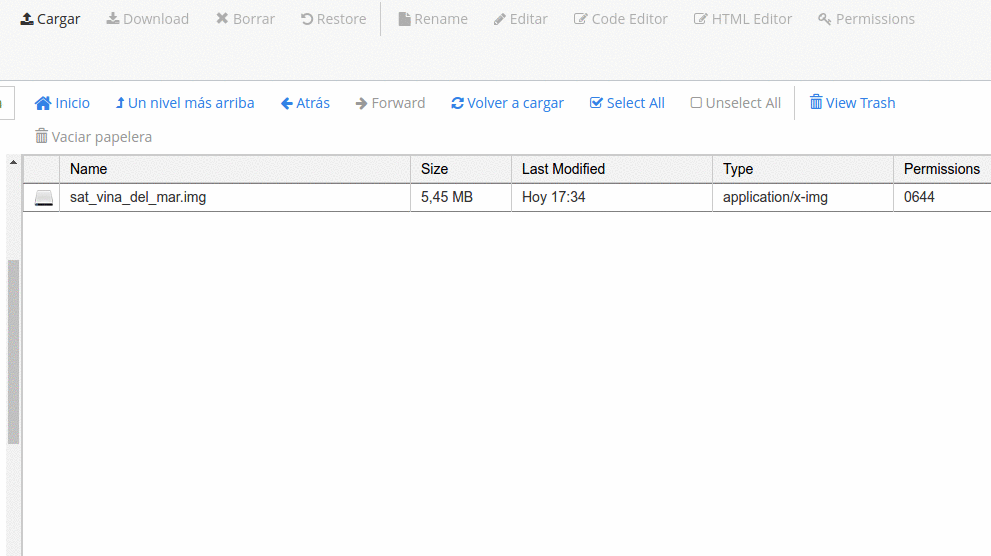 Cargar Download Borrar Restore Rename Editar Code Editor HTML Editor Permissions
Inicio Un nivel más arriba Atrás Forward Volver a cargar Select All Unselect All View Trash
Vaciar papelera
Name Size Last Modified Type Permissions
sat_vina_del_mar.img 5,45 MB Hoy 17:34 application/x-img 0644